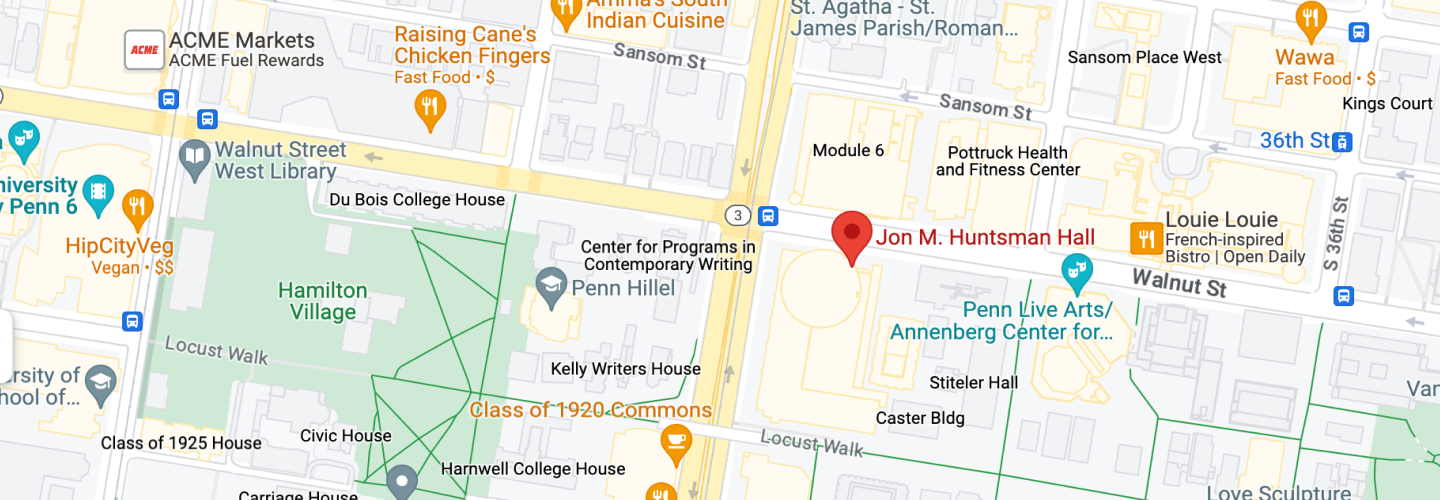 Amma's South
Indian Cuisine
St. Agatha - St.
James Parish/Roman...
ACME
ACME Markets
ACME Fuel Rewards
Raising Cane's
Chicken Fingers
Fast Food • $
Sansom St
Sansom Place West
Wawa
Fast Food • $
Kings Court
Sansom St
36th St
Walnut Street
West Library
Module 6
Pottruck Health
and Fitness Center
niversity
y Penn 6
Du Bois College House
3
HipCityVeg
Vegan • $$
Center for Programs in
Contemporary Writing
Jon M. Huntsman Hall
Louie Louie
French-inspired
Bistro | Open Daily
S 36th St
Penn Hillel
Walnut St
Hamilton
Village
Penn Live Arts/
Annenberg Center for...
Locust Walk
Kelly Writers House
ersity of
hool of...
Stiteler Hall
Van
Class of 1920 Commons
Caster Bldg
Class of 1925 House
Civic House
Locust Walk
Harnwell College House
Carriage House
Love Sculpture